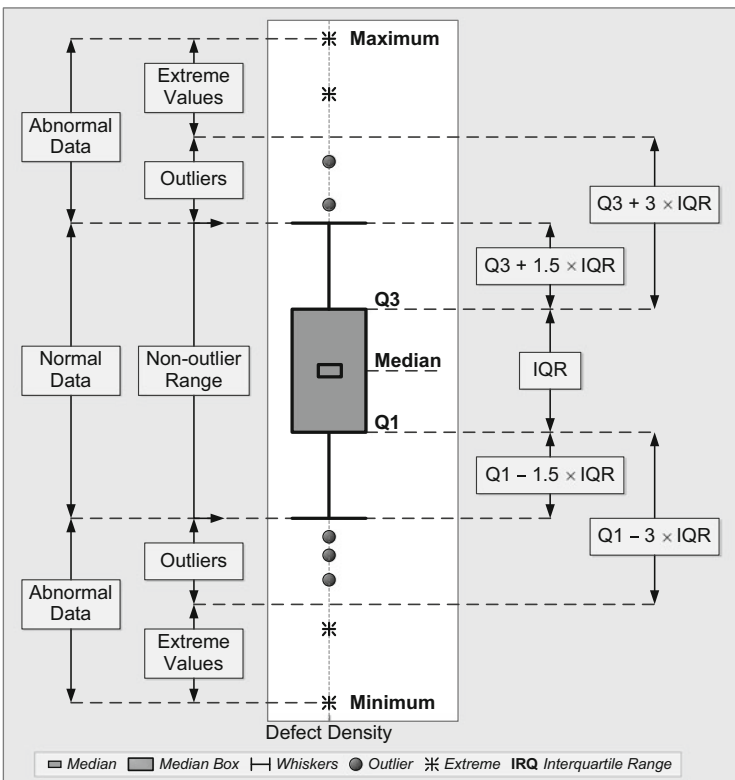 Maximum
Extreme
Values
Abnormal
Data
Outliers
Q3 + 3 × IQR
Q3 + 1.5 × IQR
Q3
Normal
Data
Non-outlier
Range
Median
IQR
Q1
Q1 – 1.5 × IQR
Q1 – 3 × IQR
Outliers
Abnormal
Data
Extreme
Values
Minimum
Defect Density
Median Median Box Whiskers Outlier Extreme IRQ Interquartile Range